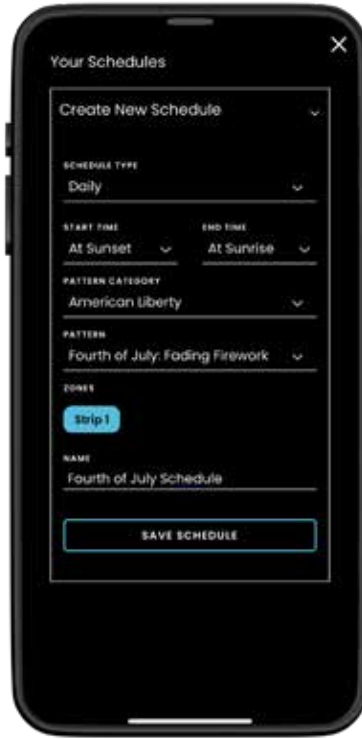 Your Schedules
Create New Schedule
SCHEDULE TYPE
Daily
START TIME END TIME
At Sunset At Sunrise
PATTERN CATEGORY
American Liberty
PATTERN
Fourth of July: Fading Firework
ZONES
Strip 1
NAME
Fourth of July Schedule
SAVE SCHEDULE